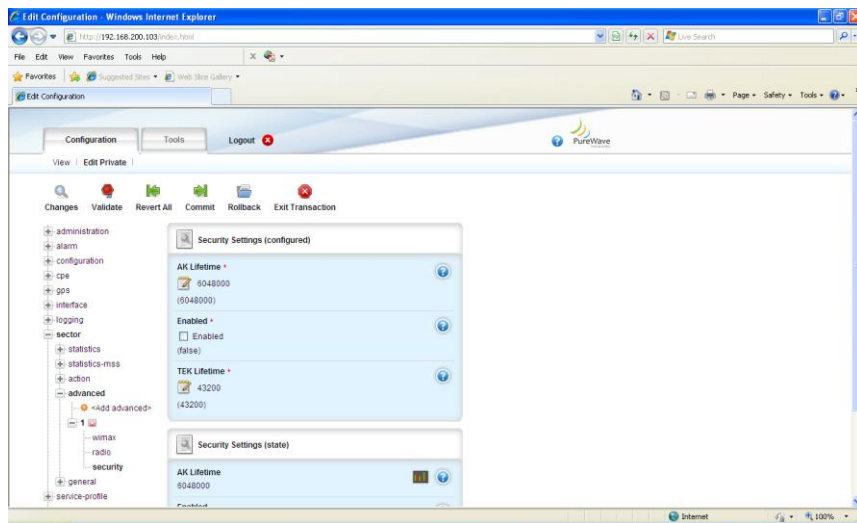 Edit Configuration - Windows Internet Explorer
http://192.168.200.103/index.html
Live Search
File Edit View Favorites Tools Help
Favorites Suggested Sites Web Slice Gallery
Edit Configuration
Page Safety Tools
Configuration Tools Logout
PureWave
View Edit Private
Changes Validate Revert All Commit Rollback Exit Transaction
administration
alarm
configuration
cpe
gps
interface
logging
sector
statistics
statistics-mss
action
advanced
<Add advanced>
1
wimax
radio
security
general
service-profile
Security Settings (configured)
AK Lifetime *
6048000
(6048000)
Enabled *
Enabled
(false)
TEK Lifetime *
43200
(43200)
Security Settings (state)
AK Lifetime
6048000
Enabled
Internet
100%